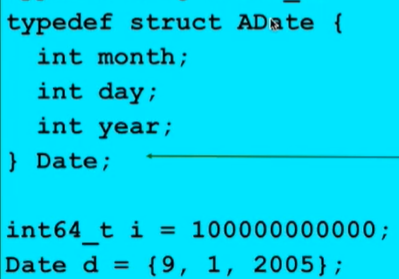 typedef struct ADate {
  int month;
  int day;
  int year;
} Date;
int64_t i = 100000000000;
Date d = {9, 1, 2005};